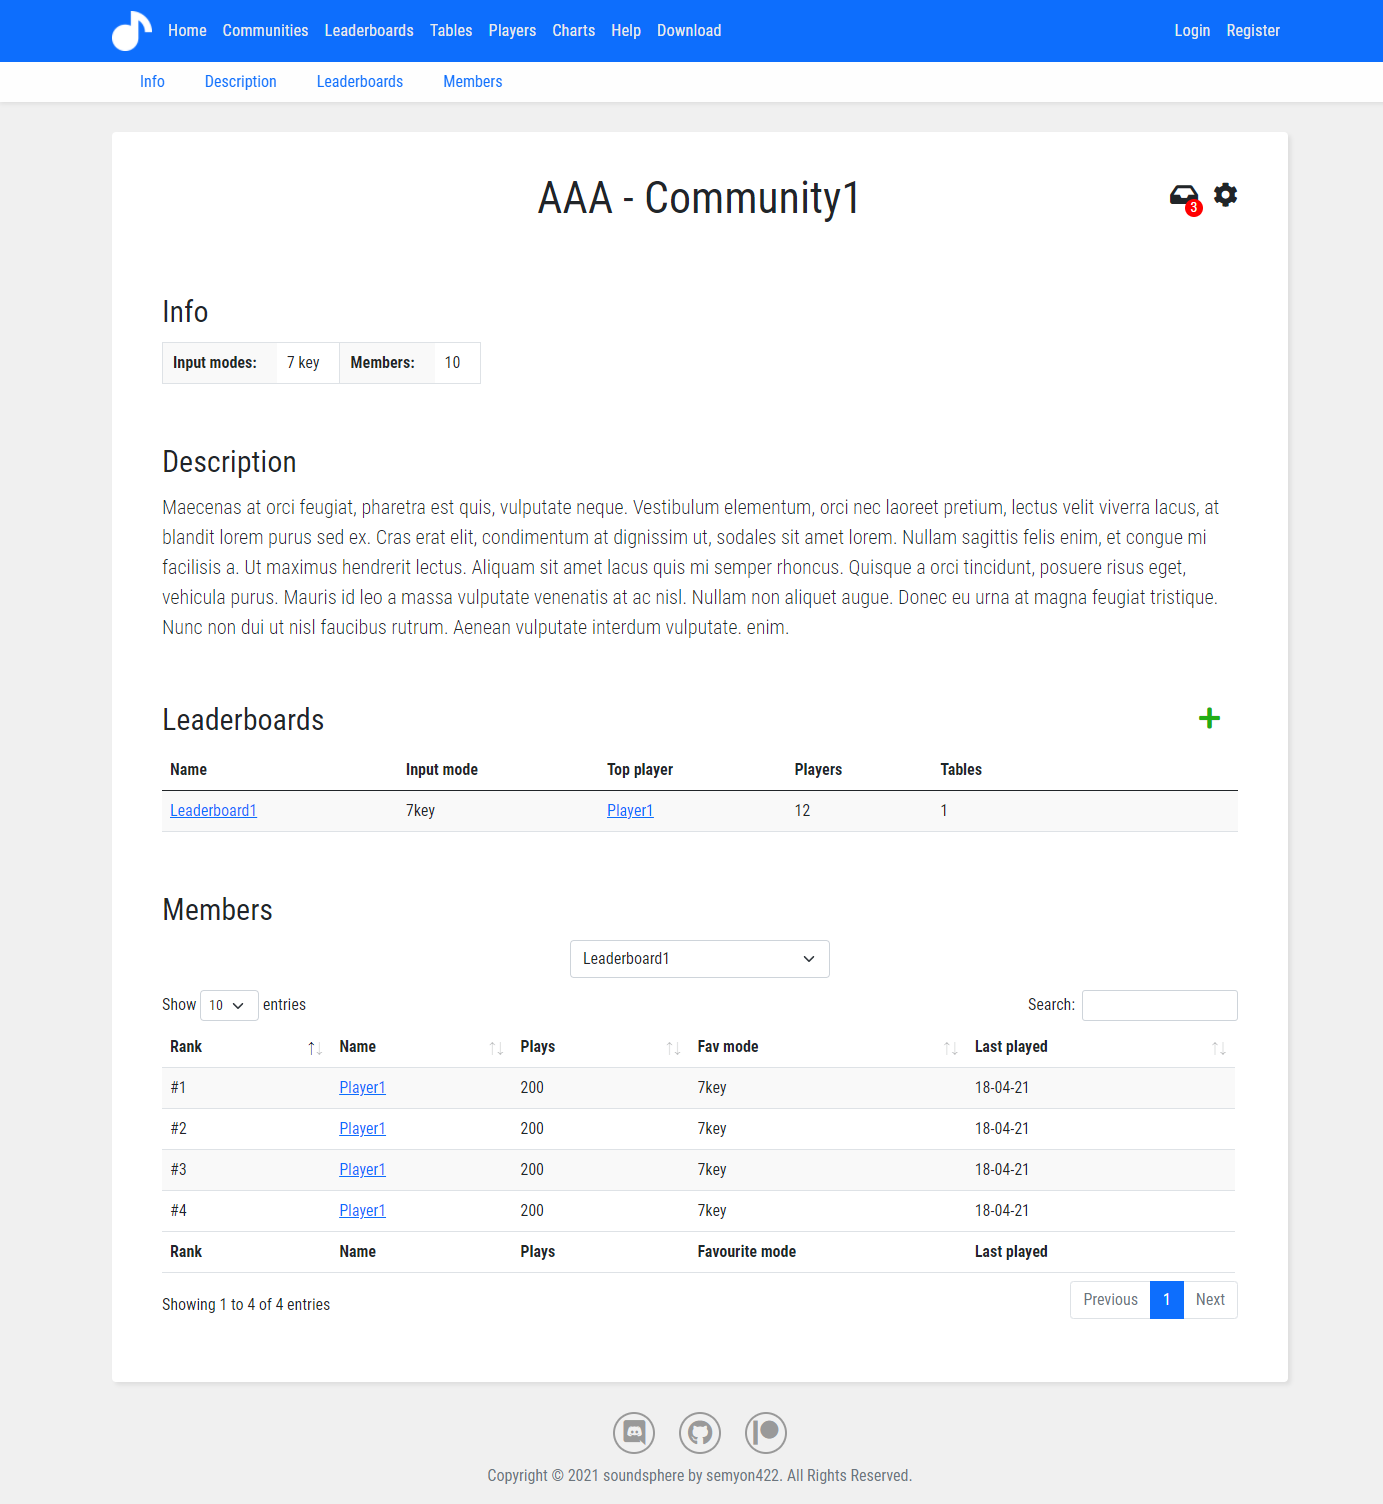 Home Communities Leaderboards Tables Players Charts Help Download Login Register
Info Description Leaderboards Members
AAA - Community1
3
Info
Input modes: 7 key Members: 10
Description
Maecenas at orci feugiat, pharetra est quis, vulputate neque. Vestibulum elementum, orci nec laoreet pretium, lectus velit viverra lacus, at
blandit lorem purus sed ex. Cras erat elit, condimentum at dignissim ut, sodales sit amet lorem. Nullam sagittis felis enim, et congue mi
facilisis a. Ut maximus hendrerit lectus. Aliquam sit amet lacus quis mi semper rhoncus. Quisque a orci tincidunt, posuere risus eget,
vehicula purus. Mauris id leo a massa vulputate venenatis at ac nisl. Nullam non aliquet augue. Donec eu urna at magna feugiat tristique.
Nunc non dui ut nisl faucibus rutrum. Aenean vulputate interdum vulputate. enim.
Leaderboards
Name Input mode Top player Players Tables
Leaderboard1 7key Player1 12 1
Members
Leaderboard1
Show 10 entries Search:
Rank Name Plays Fav mode Last played
#1 Player1 200 7key 18-04-21
#2 Player1 200 7key 18-04-21
#3 Player1 200 7key 18-04-21
#4 Player1 200 7key 18-04-21
Rank Name Plays Favourite mode Last played
Showing 1 to 4 of 4 entries Previous 1 Next
Copyright © 2021 soundsphere by semyon422. All Rights Reserved.